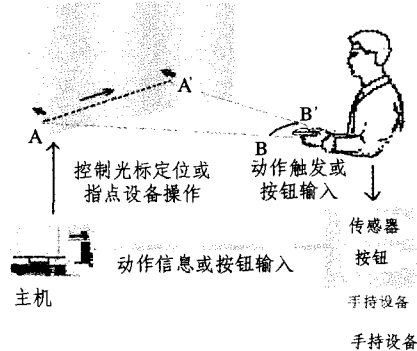 A'
B'
A
B
控制光标定位或
指点设备操作
动作触发或
按钮输入
传感器
按钮
动作信息或按钮输入
主机
手持设备
手持设备